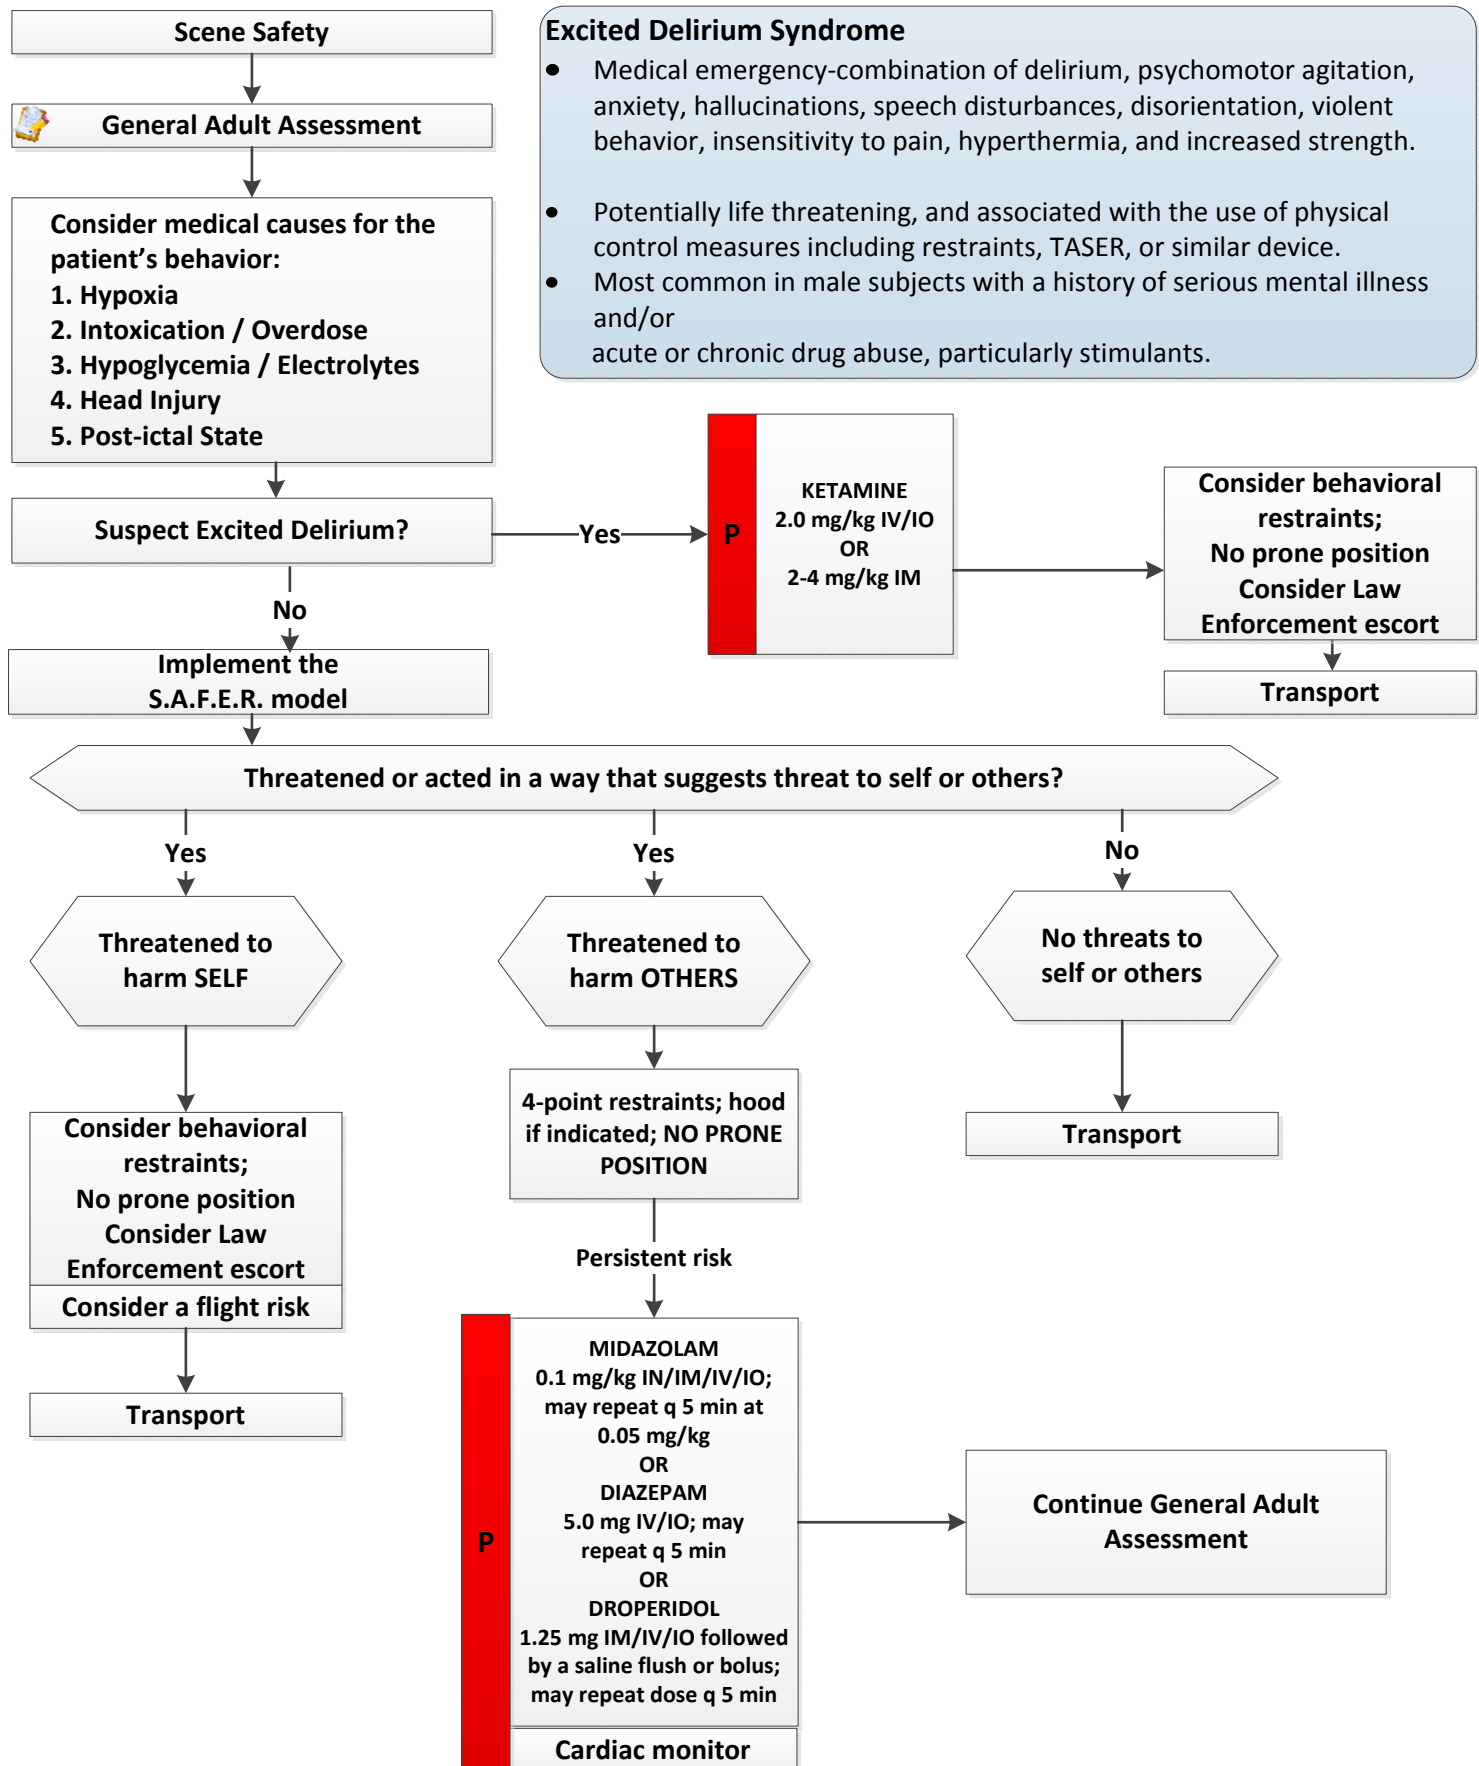 Scene Safety
General Adult Assessment
Consider medical causes for the
patient’s behavior:
1. Hypoxia
2. Intoxication / Overdose
3. Hypoglycemia / Electrolytes
4. Head Injury
5. Post-ictal State
Excited Delirium Syndrome
• Medical emergency-combination of delirium, psychomotor agitation,
anxiety, hallucinations, speech disturbances, disorientation, violent
behavior, insensitivity to pain, hyperthermia, and increased strength.
• Potentially life threatening, and associated with the use of physical
control measures including restraints, TASER, or similar device.
• Most common in male subjects with a history of serious mental illness
and/or
acute or chronic drug abuse, particularly stimulants.
Suspect Excited Delirium?
Yes
P
KETAMINE
2.0 mg/kg IV/IO
OR
2-4 mg/kg IM
Consider behavioral
restraints;
No prone position
Consider Law
Enforcement escort
Transport
No
Implement the
S.A.F.E.R. model
Threatened or acted in a way that suggests threat to self or others?
Yes
Yes
No
Threatened to
harm SELF
Threatened to
harm OTHERS
No threats to
self or others
Consider behavioral
restraints;
No prone position
Consider Law
Enforcement escort
Consider a flight risk
Transport
4-point restraints; hood
if indicated; NO PRONE
POSITION
Transport
Persistent risk
P
MIDAZOLAM
0.1 mg/kg IN/IM/IV/IO;
may repeat q 5 min at
0.05 mg/kg
OR
DIAZEPAM
5.0 mg IV/IO; may
repeat q 5 min
OR
DROPERIDOL
1.25 mg IM/IV/IO followed
by a saline flush or bolus;
may repeat dose q 5 min
Cardiac monitor
Continue General Adult
Assessment